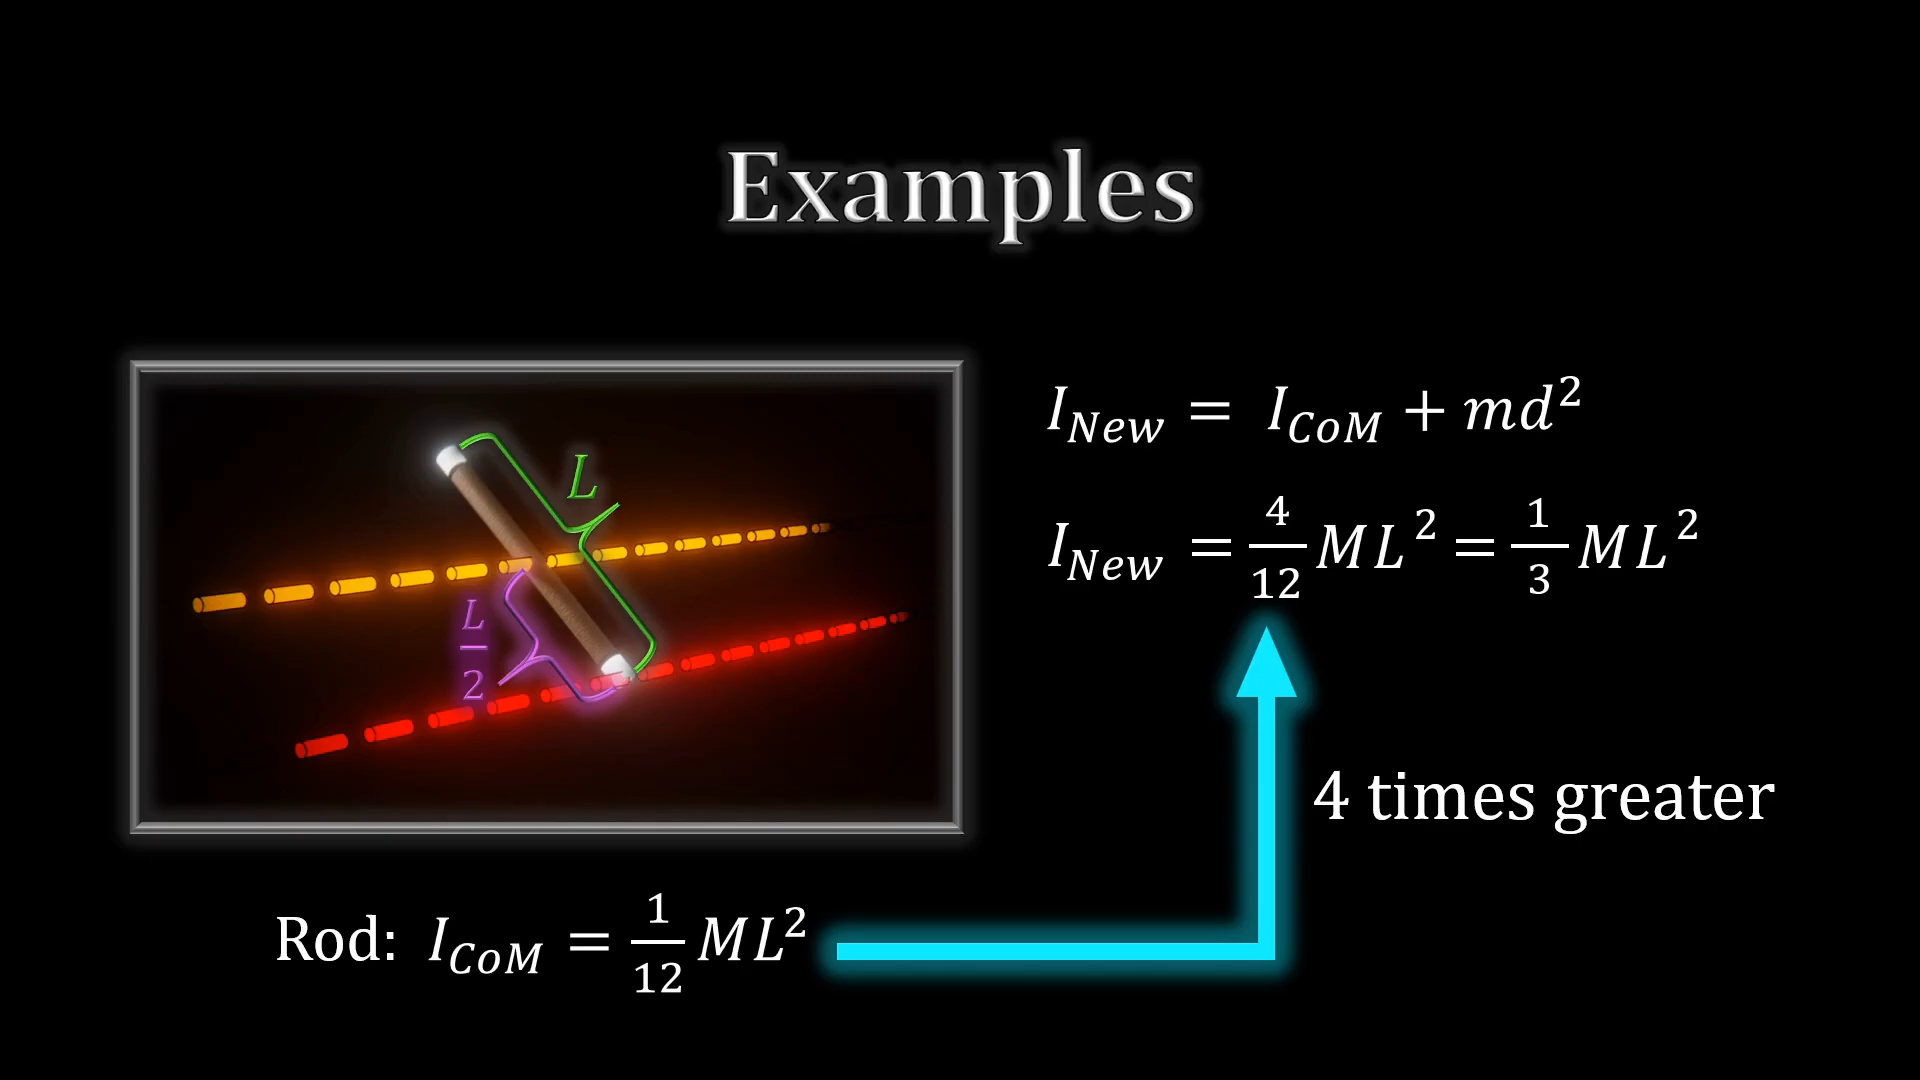 Examples
L
L/2
I_New = I_CoM + md²
I_New = 4/12 ML² = 1/3 ML²
4 times greater
Rod: I_CoM = 1/12 ML²